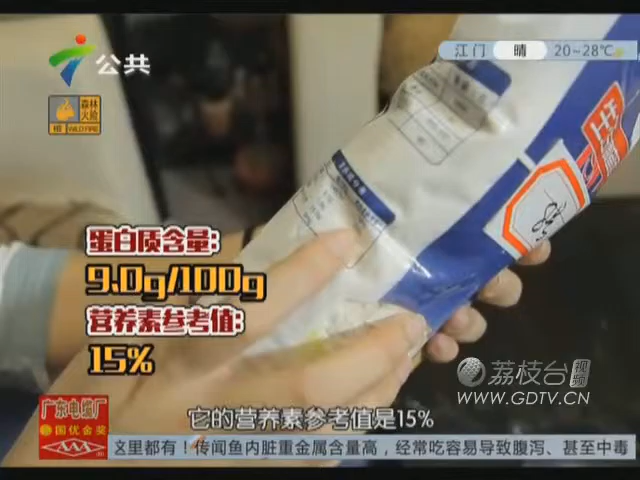 公共
江门 晴 20~28℃
森林
火险
橙 WILD FIRE
蛋白质含量:
9.0g/100g
营养素参考值:
15%
荔枝台 视频
WWW.GDTV.CN
广东电缆厂
国优金奖
AAA
它的营养素参考值是15%
这里都有！传闻鱼内脏重金属含量高，经常吃容易导致腹泻、甚至中毒